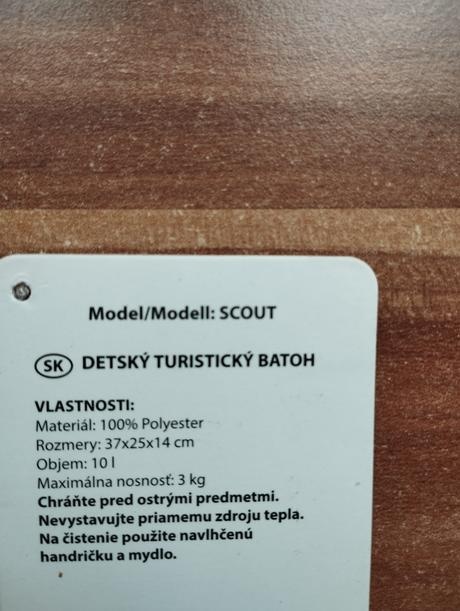 Model/Modell: SCOUT
SK DETSKÝ TURISTICKÝ BATOH
VLASTNOSTI:
Materiál: 100% Polyester
Rozmery: 37x25x14 cm
Objem: 10 l
Maximálna nosnosť: 3 kg
Chráňte pred ostrými predmetmi.
Nevystavujte priamemu zdroju tepla.
Na čistenie použite navlhčenú
handričku a mydlo.